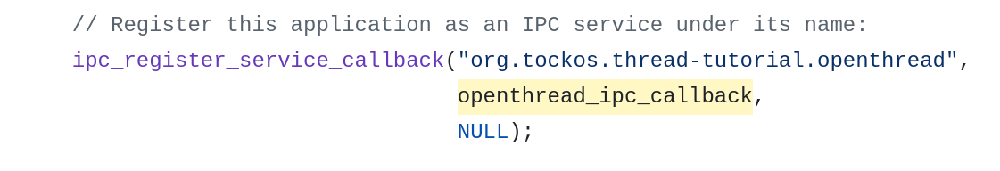 // Register this application as an IPC service under its name:
ipc_register_service_callback("org.tockos.thread-tutorial.openthread",
openthread_ipc_callback,
NULL);